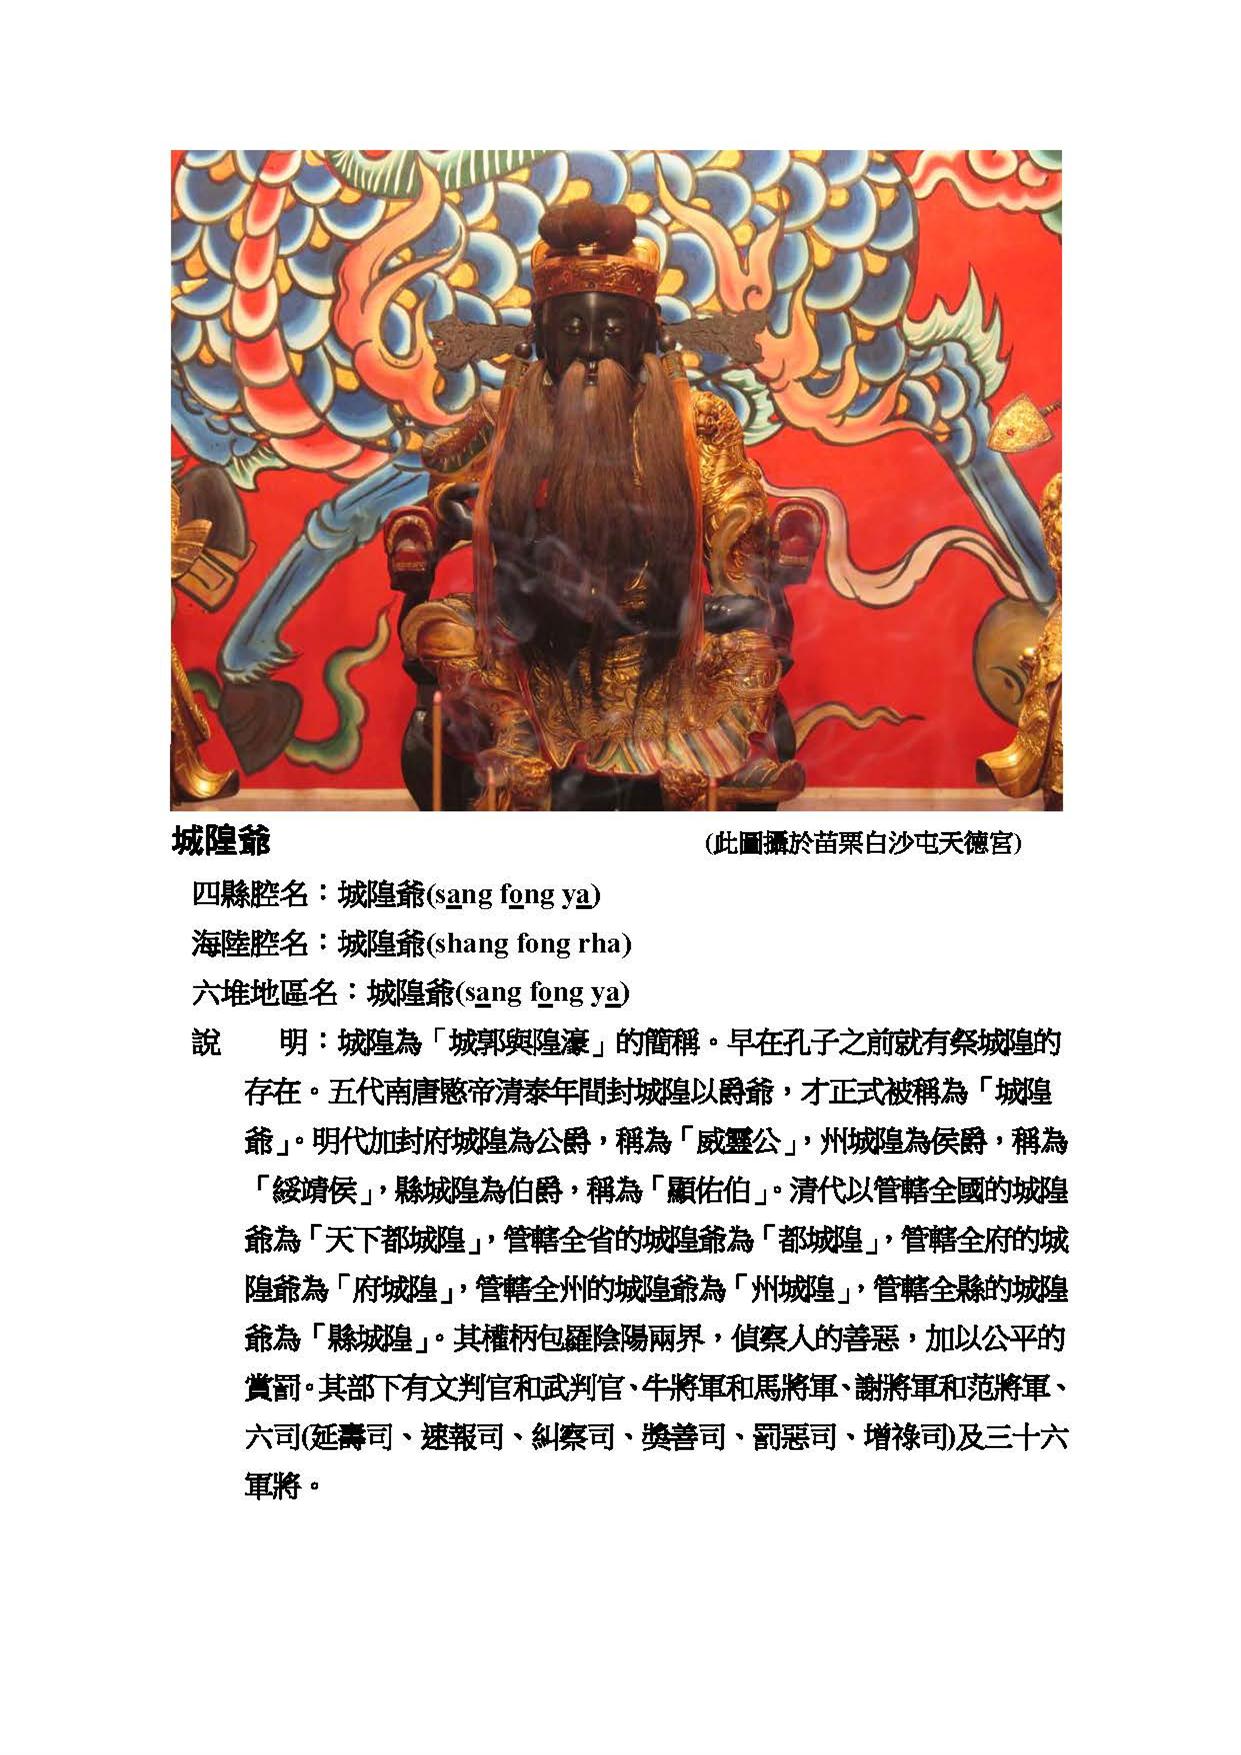 城隍爺 (此圖攝於苗栗白沙屯天德宮)
四縣腔名：城隍爺(sang fong ya)
海陸腔名：城隍爺(shang fong rha)
六堆地區名：城隍爺(sang fong ya)
說　　明：城隍為「城郭與隍濠」的簡稱。早在孔子之前就有祭城隍的
存在。五代南唐愍帝清泰年間封城隍以爵爺，才正式被稱為「城隍
爺」。明代加封府城隍為公爵，稱為「威靈公」，州城隍為侯爵，稱為
「綏靖侯」，縣城隍為伯爵，稱為「顯佑伯」。清代以管轄全國的城隍
爺為「天下都城隍」，管轄全省的城隍爺為「都城隍」，管轄全府的城
隍爺為「府城隍」，管轄全州的城隍爺為「州城隍」，管轄全縣的城隍
爺為「縣城隍」。其權柄包羅陰陽兩界，偵察人的善惡，加以公平的
賞罰。其部下有文判官和武判官、牛將軍和馬將軍、謝將軍和范將軍、
六司(延壽司、速報司、糾察司、獎善司、罰惡司、增祿司)及三十六
軍將。